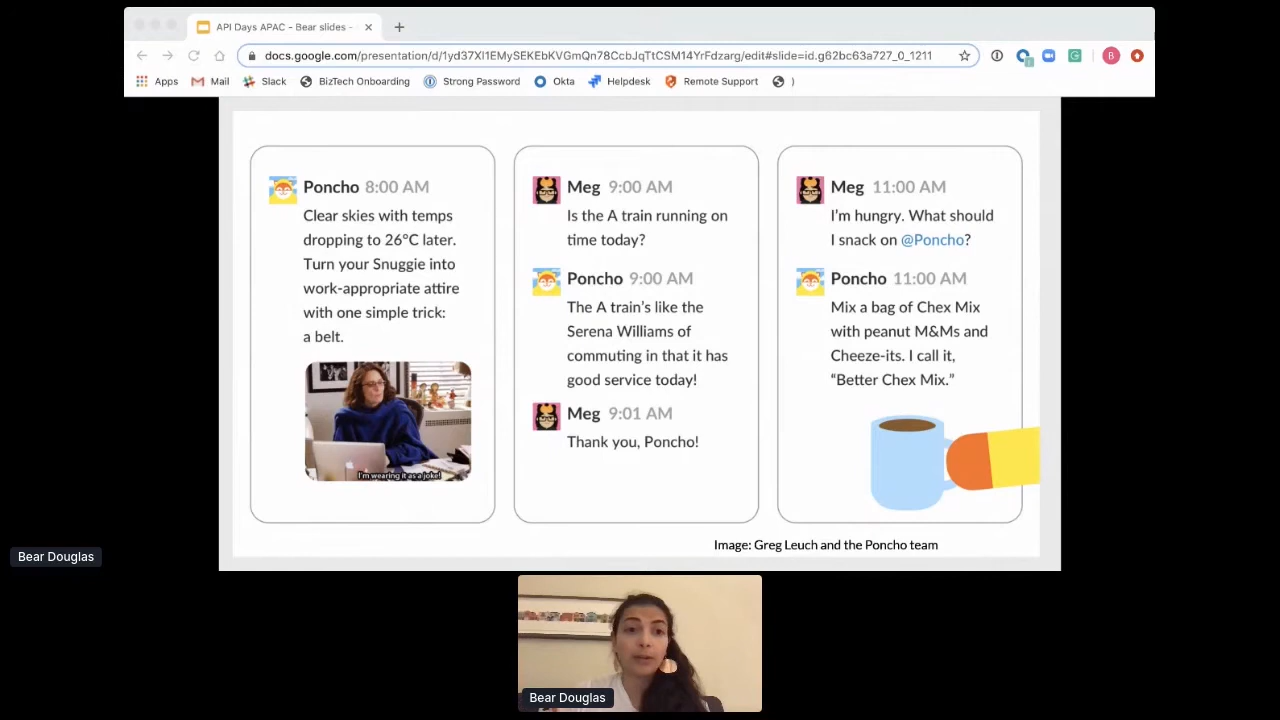 API Days APAC - Bear slides -
docs.google.com/presentation/d/1yd37Xl1EMySEKEbKVGmQn78CcbJqTtCSM14YrFdzarg/edit#slide=id.g62bc63a727_0_1211
B
Apps Mail Slack BizTech Onboarding Strong Password Okta Helpdesk Remote Support )
Poncho 8:00 AM
Clear skies with temps
dropping to 26°C later.
Turn your Snuggie into
work-appropriate attire
with one simple trick:
a belt.
I'm wearing it as a joke!
Meg 9:00 AM
Is the A train running on
time today?
Poncho 9:00 AM
The A train's like the
Serena Williams of
commuting in that it has
good service today!
Meg 9:01 AM
Thank you, Poncho!
Meg 11:00 AM
I'm hungry. What should
I snack on @Poncho?
Poncho 11:00 AM
Mix a bag of Chex Mix
with peanut M&Ms and
Cheeze-its. I call it,
“Better Chex Mix.”
Image: Greg Leuch and the Poncho team
Bear Douglas
Bear Douglas